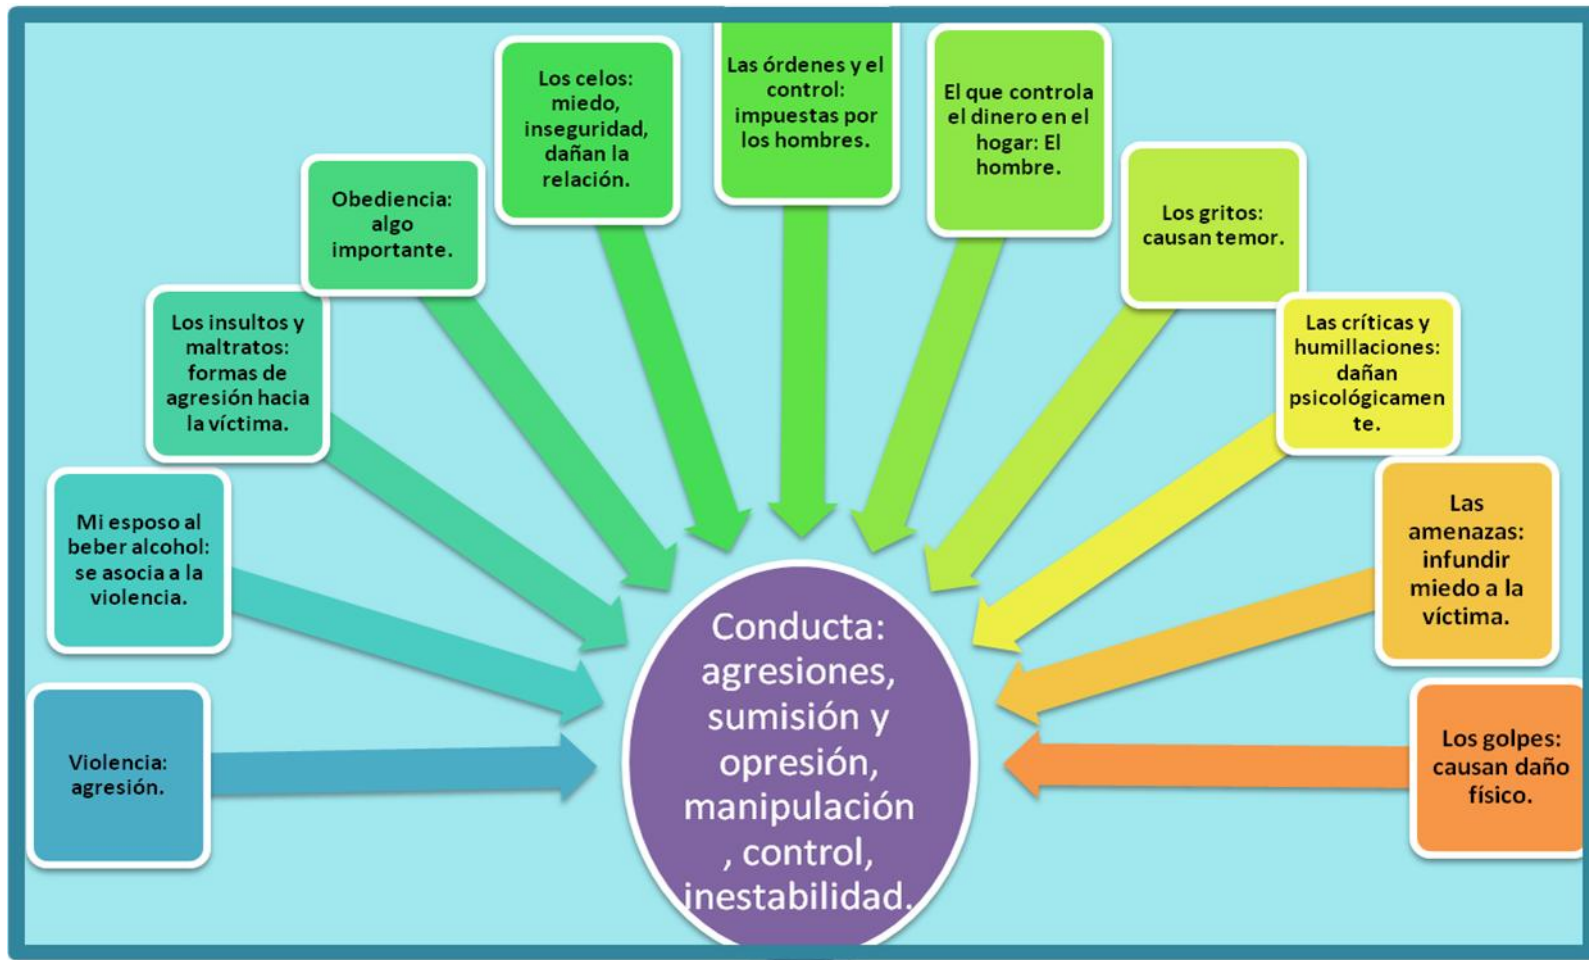 Violencia:
agresión.
Mi esposo al
beber alcohol:
se asocia a la
violencia.
Los insultos y
maltratos:
formas de
agresión hacia
la víctima.
Obediencia:
algo
importante.
Los celos:
miedo,
inseguridad,
dañan la
relación.
Las órdenes y el
control:
impuestas por
los hombres.
El que controla
el dinero en el
hogar: El
hombre.
Los gritos:
causan temor.
Las críticas y
humillaciones:
dañan
psicológicamen
te.
Las
amenazas:
infundir
miedo a la
víctima.
Los golpes:
causan daño
físico.
Conducta:
agresiones,
sumisión y
opresión,
manipulación
, control,
inestabilidad.